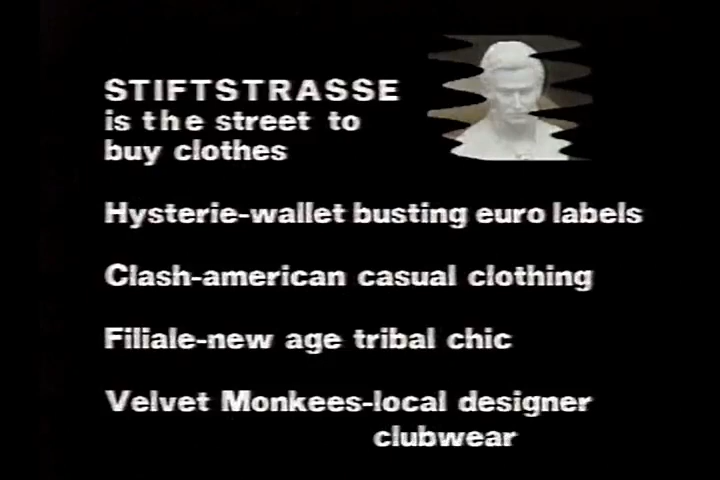 STIFTSTRASSE
is the street to
buy clothes
Hysterie-wallet busting euro labels
Clash-american casual clothing
Filiale-new age tribal chic
Velvet Monkees-local designer
clubwear